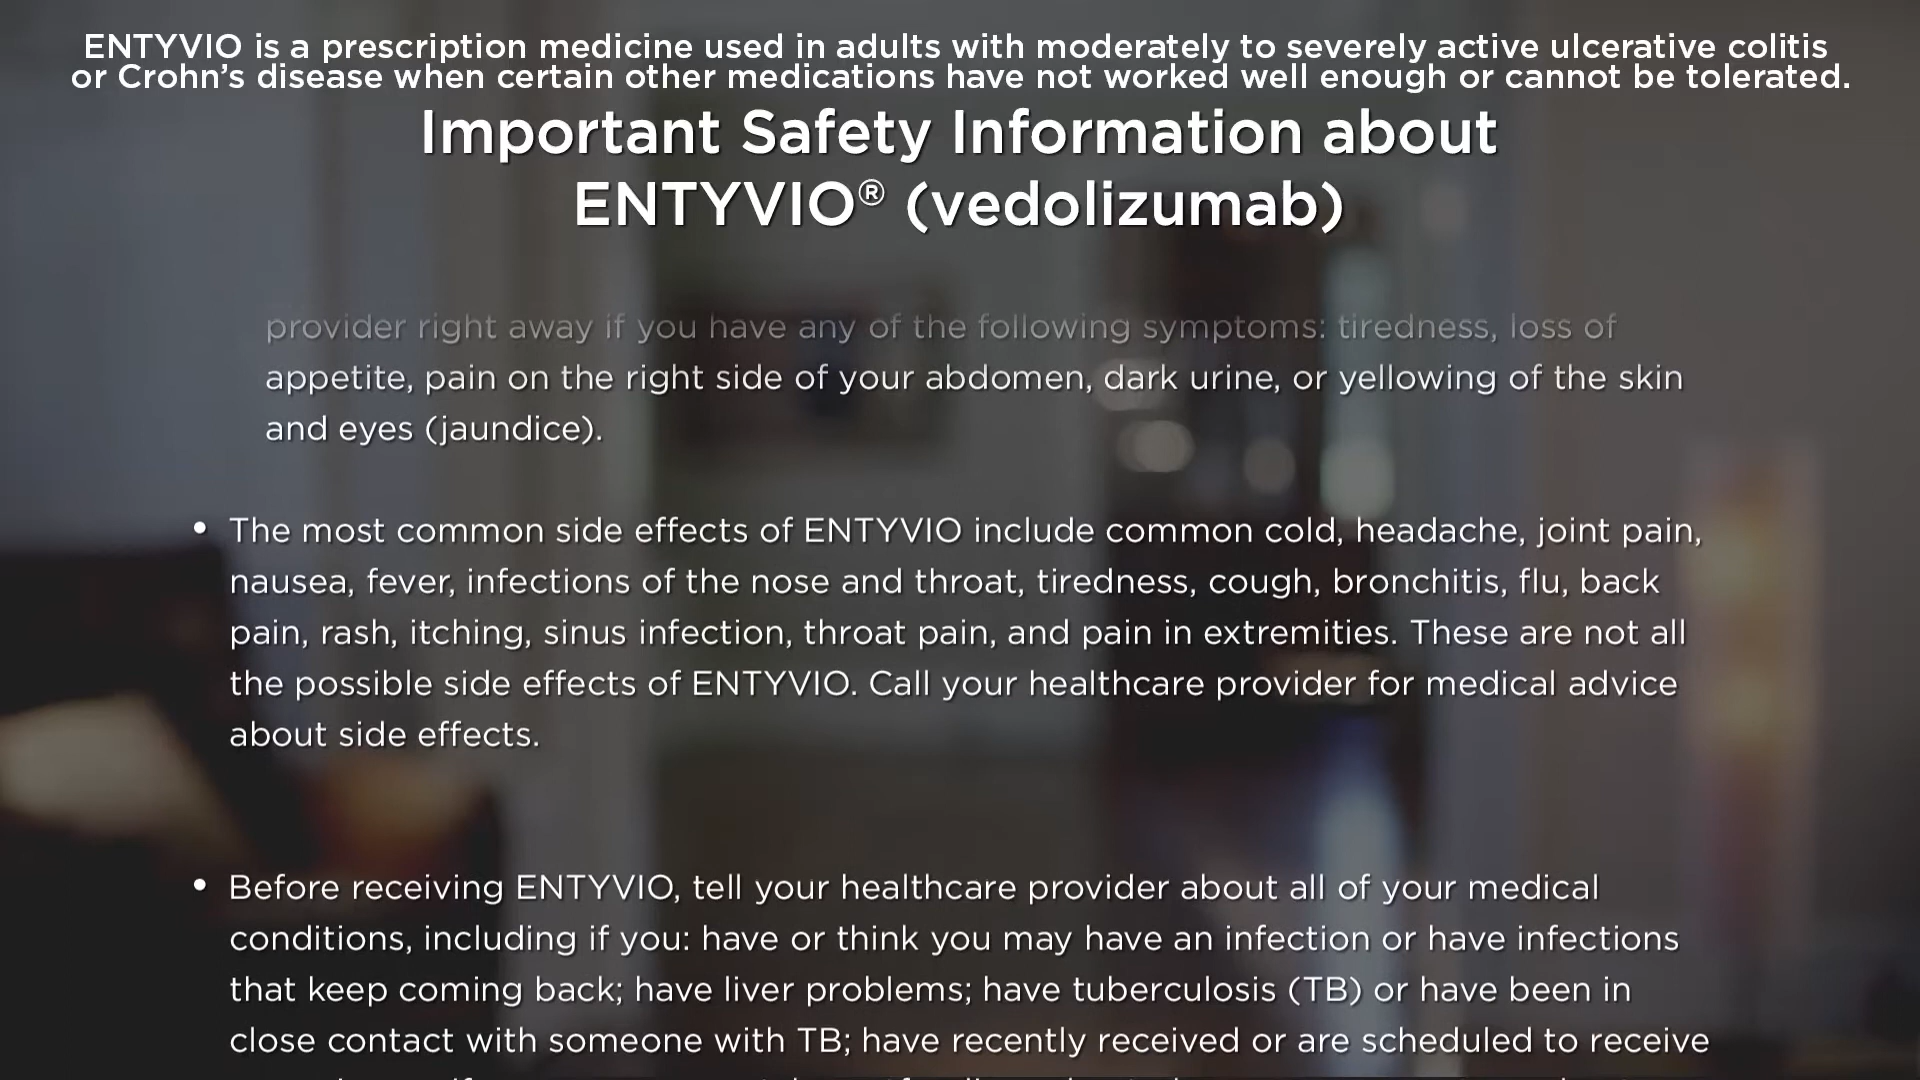 ENTYVIO is a prescription medicine used in adults with moderately to severely active ulcerative colitis
or Crohn's disease when certain other medications have not worked well enough or cannot be tolerated.
Important Safety Information about
ENTYVIO® (vedolizumab)
provider right away if you have any of the following symptoms: tiredness, loss of
appetite, pain on the right side of your abdomen, dark urine, or yellowing of the skin
and eyes (jaundice).
• The most common side effects of ENTYVIO include common cold, headache, joint pain,
nausea, fever, infections of the nose and throat, tiredness, cough, bronchitis, flu, back
pain, rash, itching, sinus infection, throat pain, and pain in extremities. These are not all
the possible side effects of ENTYVIO. Call your healthcare provider for medical advice
about side effects.
• Before receiving ENTYVIO, tell your healthcare provider about all of your medical
conditions, including if you: have or think you may have an infection or have infections
that keep coming back; have liver problems; have tuberculosis (TB) or have been in
close contact with someone with TB; have recently received or are scheduled to receive